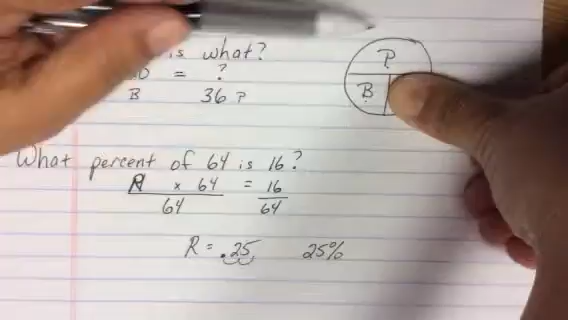 is what?
= ?
B 36 P
P
B
What percent of 64 is 16?
R x 64 = 16
64 64
R = .25 25%